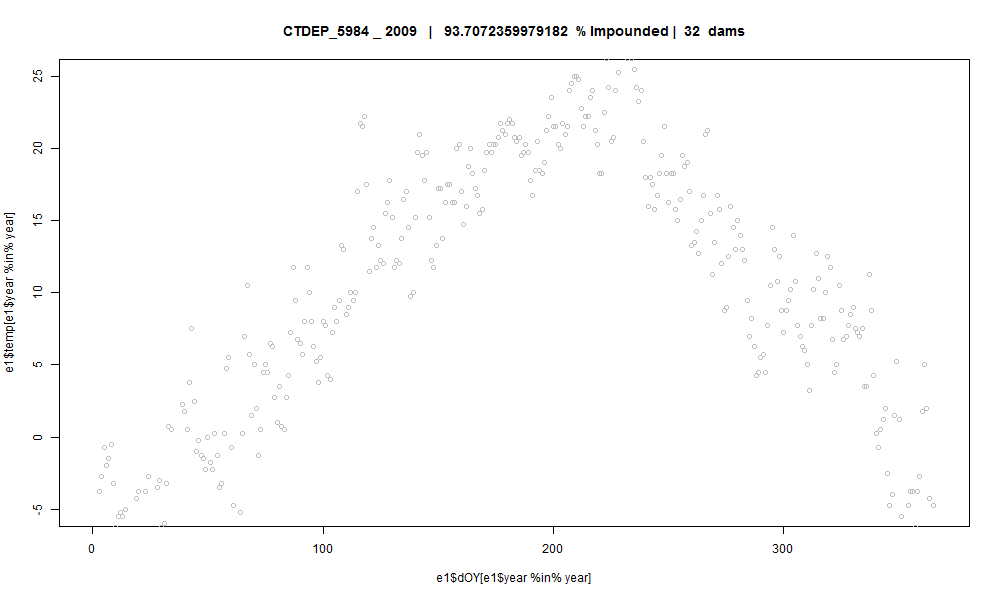 CTDEP_5984 _ 2009 | 93.7072359979182 % Impounded | 32 dams
e1$temp[e1$year %in% year]
25
20
15
10
5
0
-5
0 100 200 300
e1$dOY[e1$year %in% year]